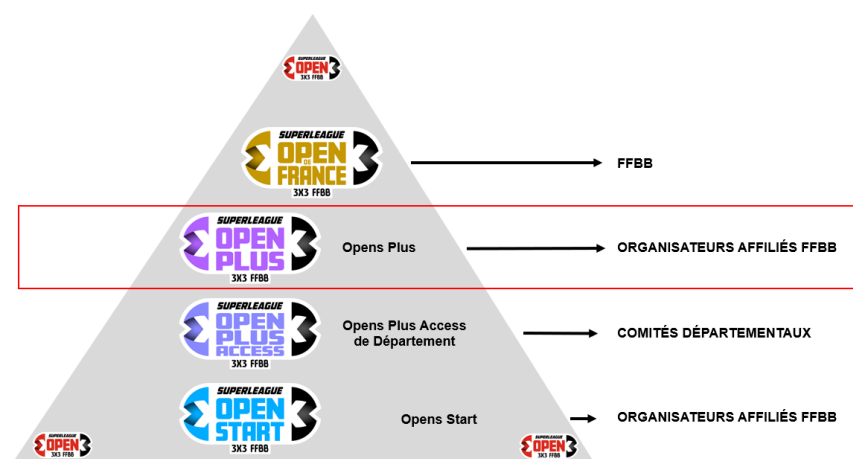 SUPERLEAGUE
OPEN
3X3 FFBB
SUPERLEAGUE
OPEN
DE
FRANCE
3X3 FFBB
FFBB
SUPERLEAGUE
OPEN
PLUS
3X3 FFBB
Opens Plus
ORGANISATEURS AFFILIÉS FFBB
SUPERLEAGUE
OPEN
PLUS
ACCESS
3X3 FFBB
Opens Plus Access
de Département
COMITÉS DÉPARTEMENTAUX
SUPERLEAGUE
OPEN
START
3X3 FFBB
Opens Start
ORGANISATEURS AFFILIÉS FFBB
SUPERLEAGUE
OPEN
3X3 FFBB
SUPERLEAGUE
OPEN
3X3 FFBB